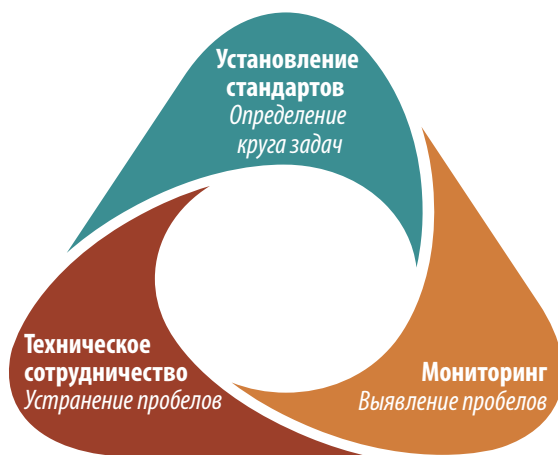 Установление
стандартов
Определение
круга задач
Техническое
сотрудничество
Устранение пробелов
Мониторинг
Выявление пробелов